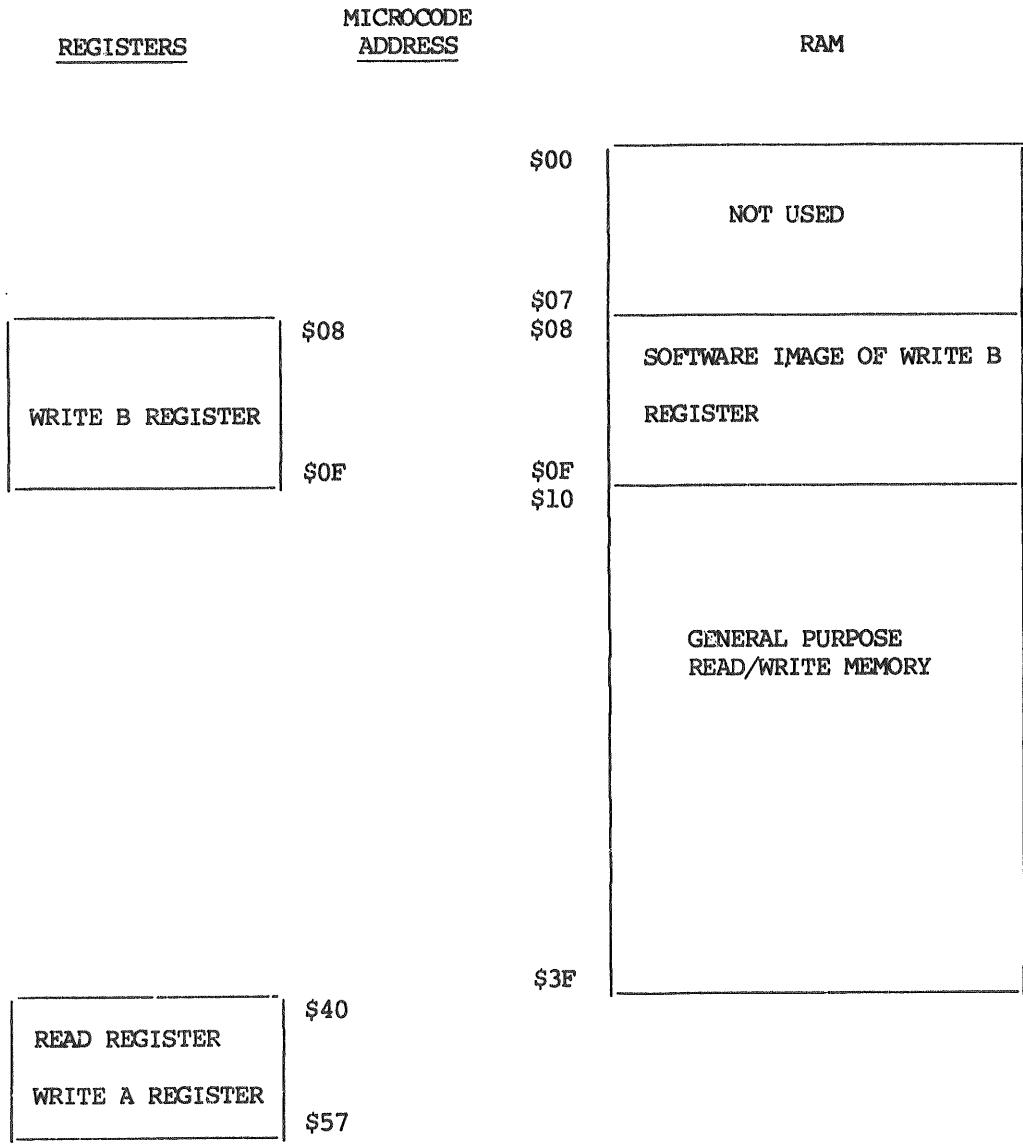 REGISTERS
MICROCODE
ADDRESS
RAM
$00
NOT USED
$07
$08
$08
SOFTWARE IMAGE OF WRITE B
REGISTER
WRITE B REGISTER
$0F
$0F
$10
GENERAL PURPOSE
READ/WRITE MEMORY
$3F
$40
READ REGISTER
WRITE A REGISTER
$57